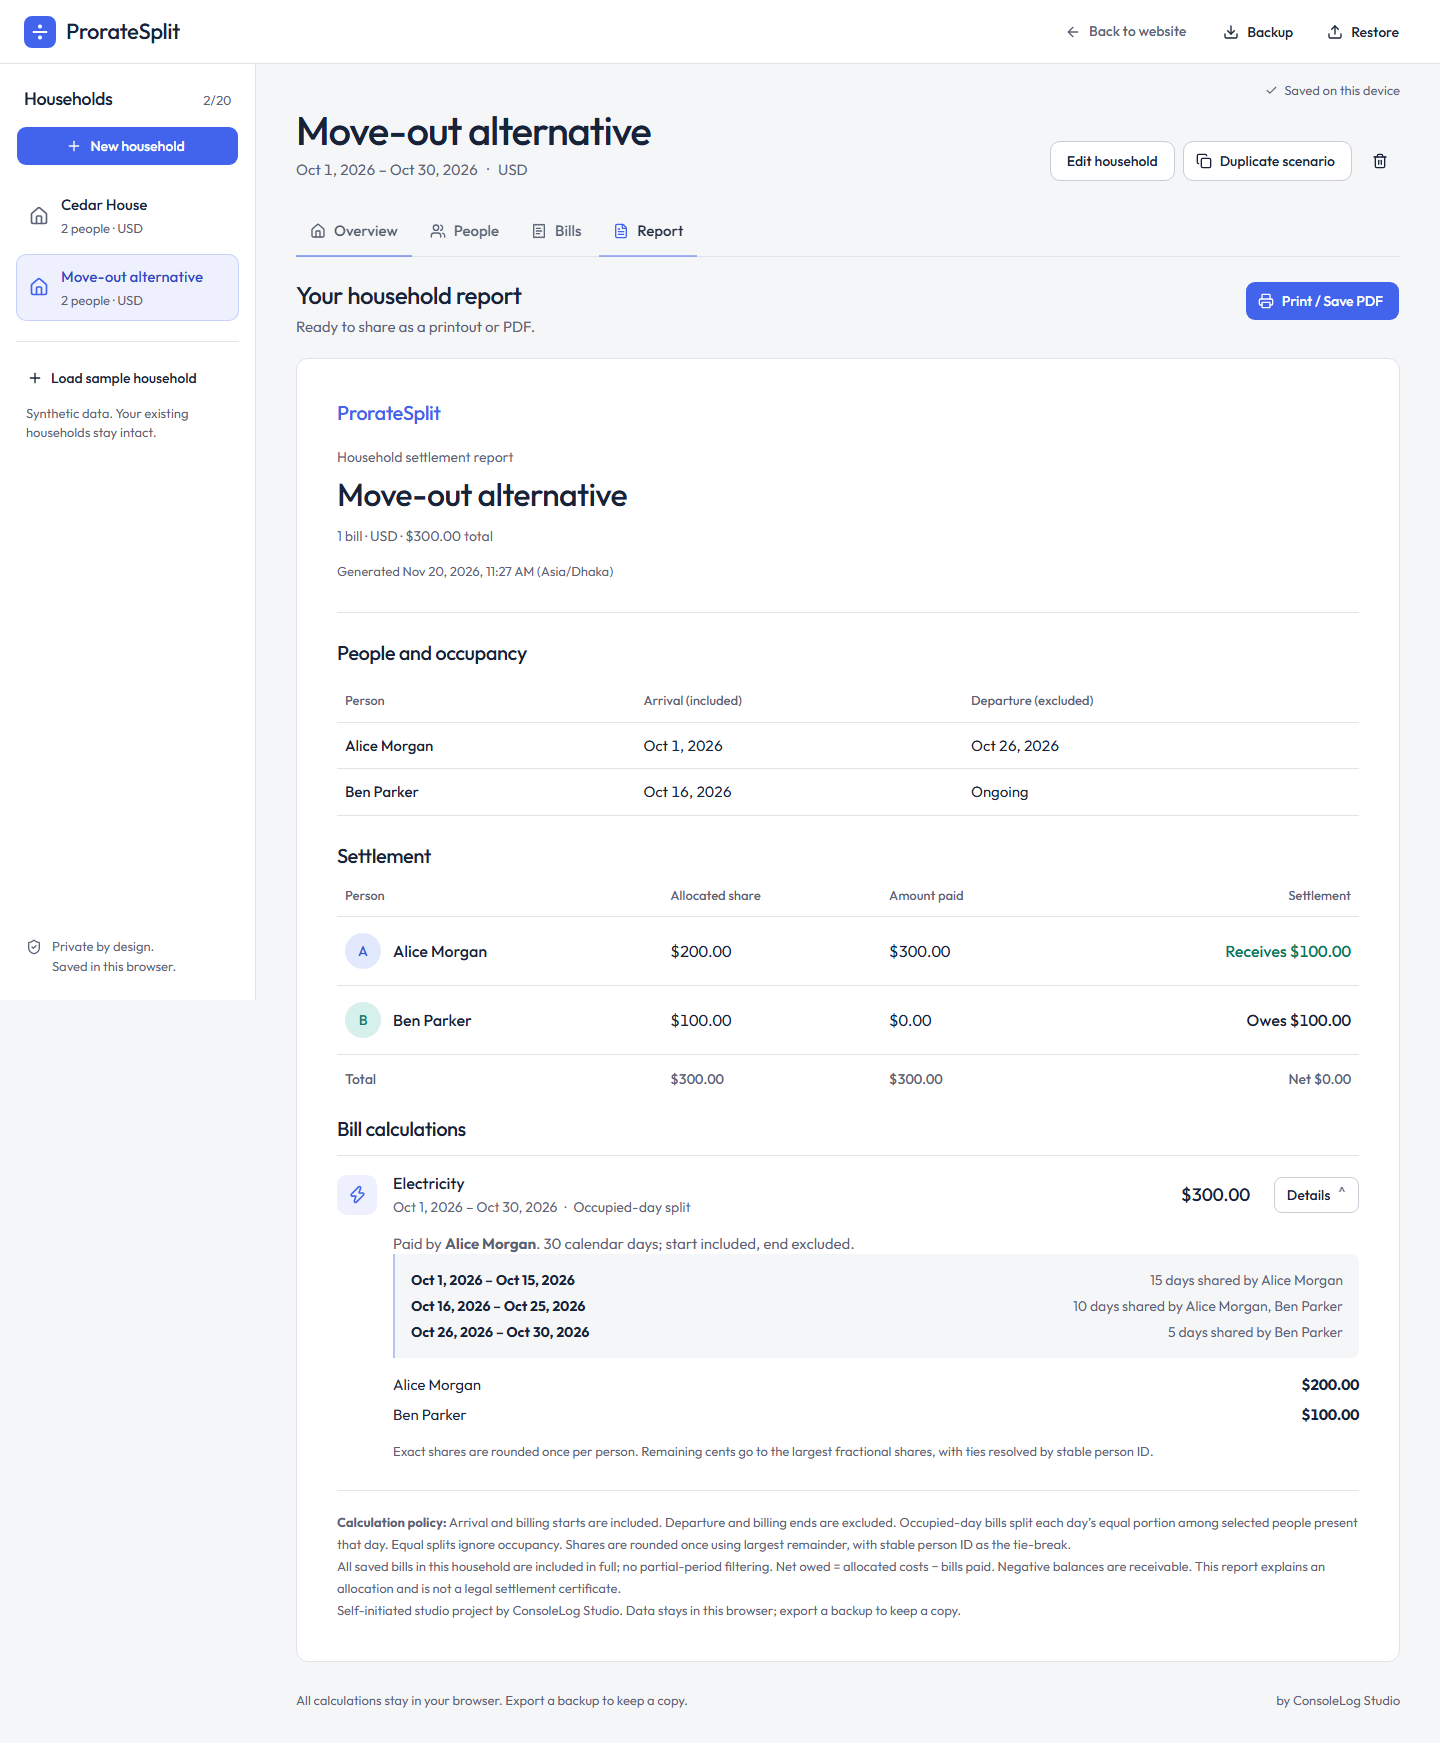 ProrateSplit
Back to website
Backup
Restore
Households
2/20
New household
Cedar House
2 people · USD
Move-out alternative
2 people · USD
Load sample household
Synthetic data. Your existing
households stay intact.
Private by design.
Saved in this browser.
Saved on this device
Move-out alternative
Oct 1, 2026 – Oct 30, 2026 · USD
Edit household
Duplicate scenario
Overview
People
Bills
Report
Your household report
Ready to share as a printout or PDF.
Print / Save PDF
ProrateSplit
Household settlement report
Move-out alternative
1 bill · USD · $300.00 total
Generated Nov 20, 2026, 11:27 AM (Asia/Dhaka)
People and occupancy
Person Arrival (included) Departure (excluded)
Alice Morgan Oct 1, 2026 Oct 26, 2026
Ben Parker Oct 16, 2026 Ongoing
Settlement
Person Allocated share Amount paid Settlement
A Alice Morgan $200.00 $300.00 Receives $100.00
B Ben Parker $100.00 $0.00 Owes $100.00
Total $300.00 $300.00 Net $0.00
Bill calculations
Electricity
Oct 1, 2026 – Oct 30, 2026 · Occupied-day split
$300.00
Details ^
Paid by Alice Morgan. 30 calendar days; start included, end excluded.
Oct 1, 2026 – Oct 15, 2026 15 days shared by Alice Morgan
Oct 16, 2026 – Oct 25, 2026 10 days shared by Alice Morgan, Ben Parker
Oct 26, 2026 – Oct 30, 2026 5 days shared by Ben Parker
Alice Morgan $200.00
Ben Parker $100.00
Exact shares are rounded once per person. Remaining cents go to the largest fractional shares, with ties resolved by stable person ID.
Calculation policy: Arrival and billing starts are included. Departure and billing ends are excluded. Occupied-day bills split each day's equal portion among selected people present
that day. Equal splits ignore occupancy. Shares are rounded once using largest remainder, with stable person ID as the tie-break.
All saved bills in this household are included in full; no partial-period filtering. Net owed = allocated costs − bills paid. Negative balances are receivable. This report explains an
allocation and is not a legal settlement certificate.
Self-initiated studio project by ConsoleLog Studio. Data stays in this browser; export a backup to keep a copy.
All calculations stay in your browser. Export a backup to keep a copy.
by ConsoleLog Studio